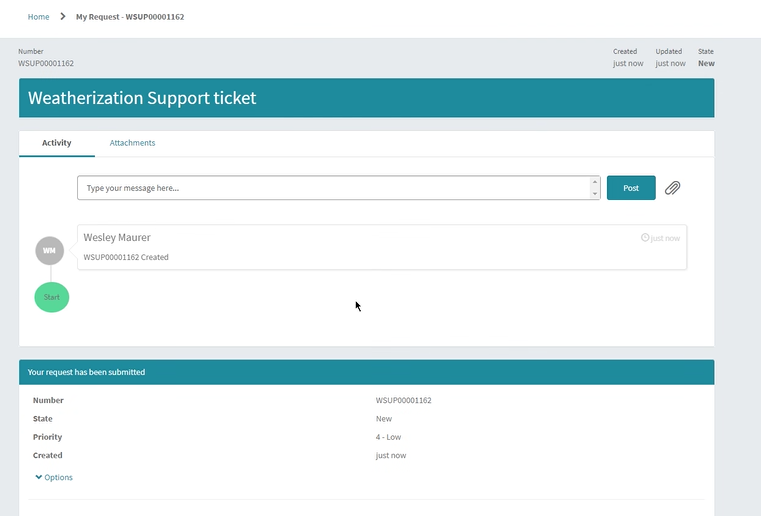 Home > My Request - WSUP00001162
Number Created Updated State
WSUP00001162 just now just now New
Weatherization Support ticket
Activity Attachments
Type your message here...
Post
Wesley Maurer just now
WM
WSUP00001162 Created
Start
Your request has been submitted
Number WSUP00001162
State New
Priority 4 - Low
Created just now
Options